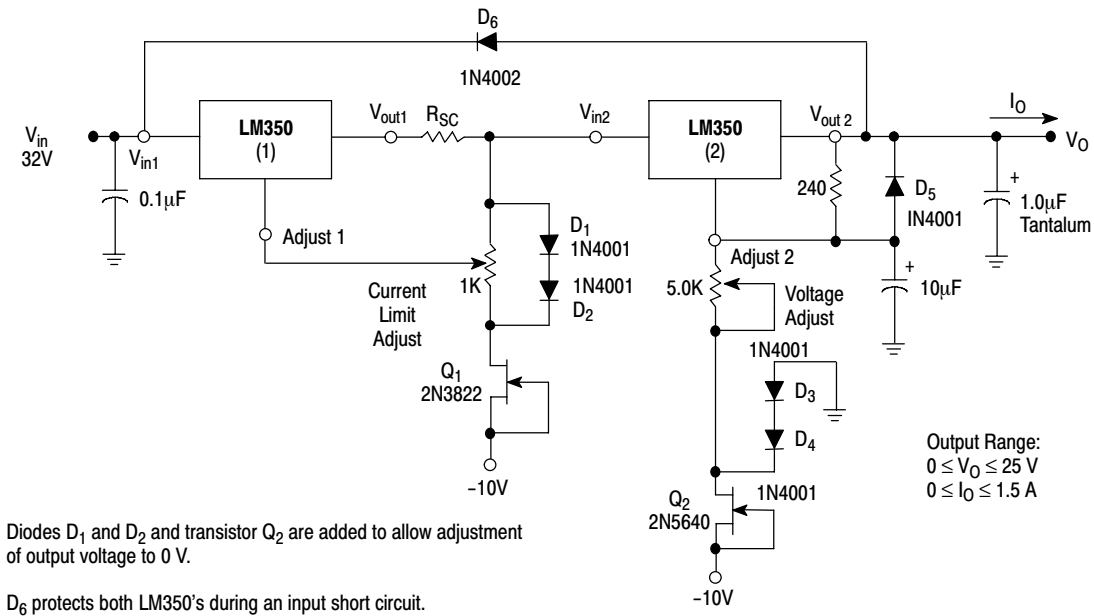 D6
1N4002
Vin
32V
Vin1
0.1µF
LM350
(1)
Adjust 1
Vout1
RSC
Vin2
LM350
(2)
Vout 2
IO
VO
240
D5
IN4001
+
1.0µF
Tantalum
D1
1N4001
1N4001
D2
1K
Current
Limit
Adjust
Adjust 2
5.0K
Voltage
Adjust
+
10µF
Q1
2N3822
–10V
1N4001
D3
D4
1N4001
Q2
2N5640
–10V
Output Range:
0 ≤ VO ≤ 25 V
0 ≤ IO ≤ 1.5 A
Diodes D1 and D2 and transistor Q2 are added to allow adjustment
of output voltage to 0 V.
D6 protects both LM350's during an input short circuit.